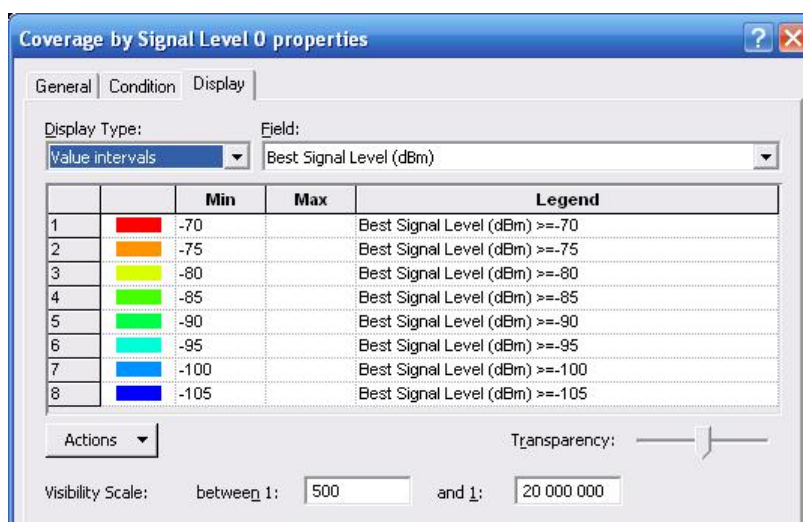 Coverage by Signal Level 0 properties
General Condition Display
Display Type: Field:
Value intervals Best Signal Level (dBm)
Min Max Legend
1 -70 Best Signal Level (dBm) >=-70
2 -75 Best Signal Level (dBm) >=-75
3 -80 Best Signal Level (dBm) >=-80
4 -85 Best Signal Level (dBm) >=-85
5 -90 Best Signal Level (dBm) >=-90
6 -95 Best Signal Level (dBm) >=-95
7 -100 Best Signal Level (dBm) >=-100
8 -105 Best Signal Level (dBm) >=-105
Actions Transparency:
Visibility Scale: between 1: 500 and 1: 20 000 000